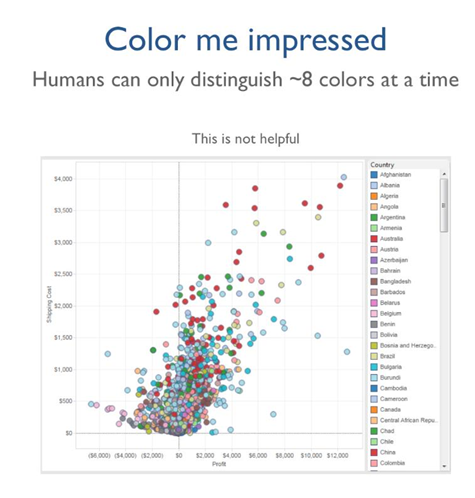 Color me impressed
Humans can only distinguish ~8 colors at a time
This is not helpful
Country
Afghanistan
Albania
Algeria
Angola
Argentina
Armenia
Australia
Austria
Azerbaijan
Bahrain
Bangladesh
Barbados
Belarus
Belgium
Benin
Bolivia
Bosnia and Herzego..
Brazil
Bulgaria
Burundi
Cambodia
Cameroon
Canada
Central African Repu..
Chad
Chile
China
Colombia
Shipping Cost
$4,000
$3,500
$3,000
$2,500
$2,000
$1,500
$1,000
$500
$0
($6,000) ($4,000) ($2,000) $0 $2,000 $4,000 $6,000 $8,000 $10,000 $12,000
Profit